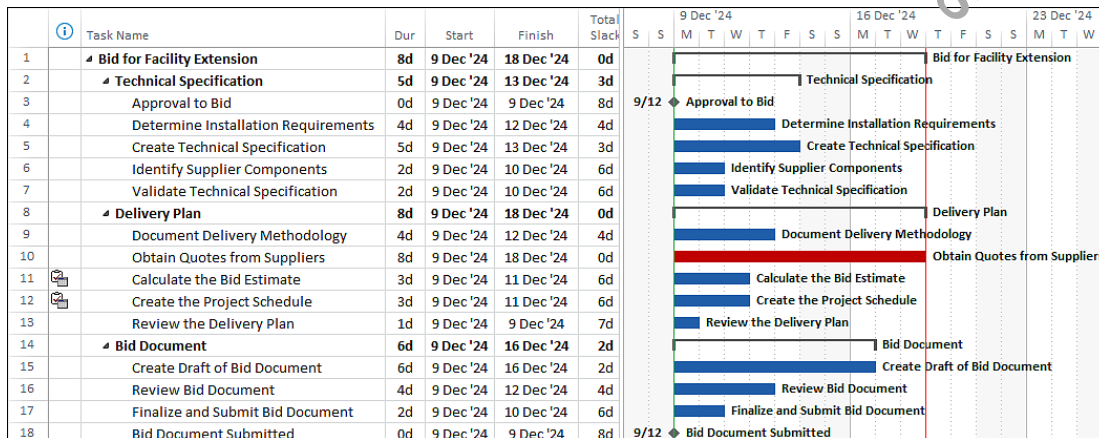 9 Dec '24 16 Dec '24 23 Dec '24
Total
Task Name Dur Start Finish Slack S S M T W T F S S M T W T F S S M T W
1 Bid for Facility Extension 8d 9 Dec '24 18 Dec '24 0d Bid for Facility Extension
2 Technical Specification 5d 9 Dec '24 13 Dec '24 3d Technical Specification
3 Approval to Bid 0d 9 Dec '24 9 Dec '24 8d 9/12 Approval to Bid
4 Determine Installation Requirements 4d 9 Dec '24 12 Dec '24 4d Determine Installation Requirements
5 Create Technical Specification 5d 9 Dec '24 13 Dec '24 3d Create Technical Specification
6 Identify Supplier Components 2d 9 Dec '24 10 Dec '24 6d Identify Supplier Components
7 Validate Technical Specification 2d 9 Dec '24 10 Dec '24 6d Validate Technical Specification
8 Delivery Plan 8d 9 Dec '24 18 Dec '24 0d Delivery Plan
9 Document Delivery Methodology 4d 9 Dec '24 12 Dec '24 4d Document Delivery Methodology
10 Obtain Quotes from Suppliers 8d 9 Dec '24 18 Dec '24 0d Obtain Quotes from Supplier
11 Calculate the Bid Estimate 3d 9 Dec '24 11 Dec '24 6d Calculate the Bid Estimate
12 Create the Project Schedule 3d 9 Dec '24 11 Dec '24 6d Create the Project Schedule
13 Review the Delivery Plan 1d 9 Dec '24 9 Dec '24 7d Review the Delivery Plan
14 Bid Document 6d 9 Dec '24 16 Dec '24 2d Bid Document
15 Create Draft of Bid Document 6d 9 Dec '24 16 Dec '24 2d Create Draft of Bid Document
16 Review Bid Document 4d 9 Dec '24 12 Dec '24 4d Review Bid Document
17 Finalize and Submit Bid Document 2d 9 Dec '24 10 Dec '24 6d Finalize and Submit Bid Document
18 Bid Document Submitted 0d 9 Dec '24 9 Dec '24 8d 9/12 Bid Document Submitted